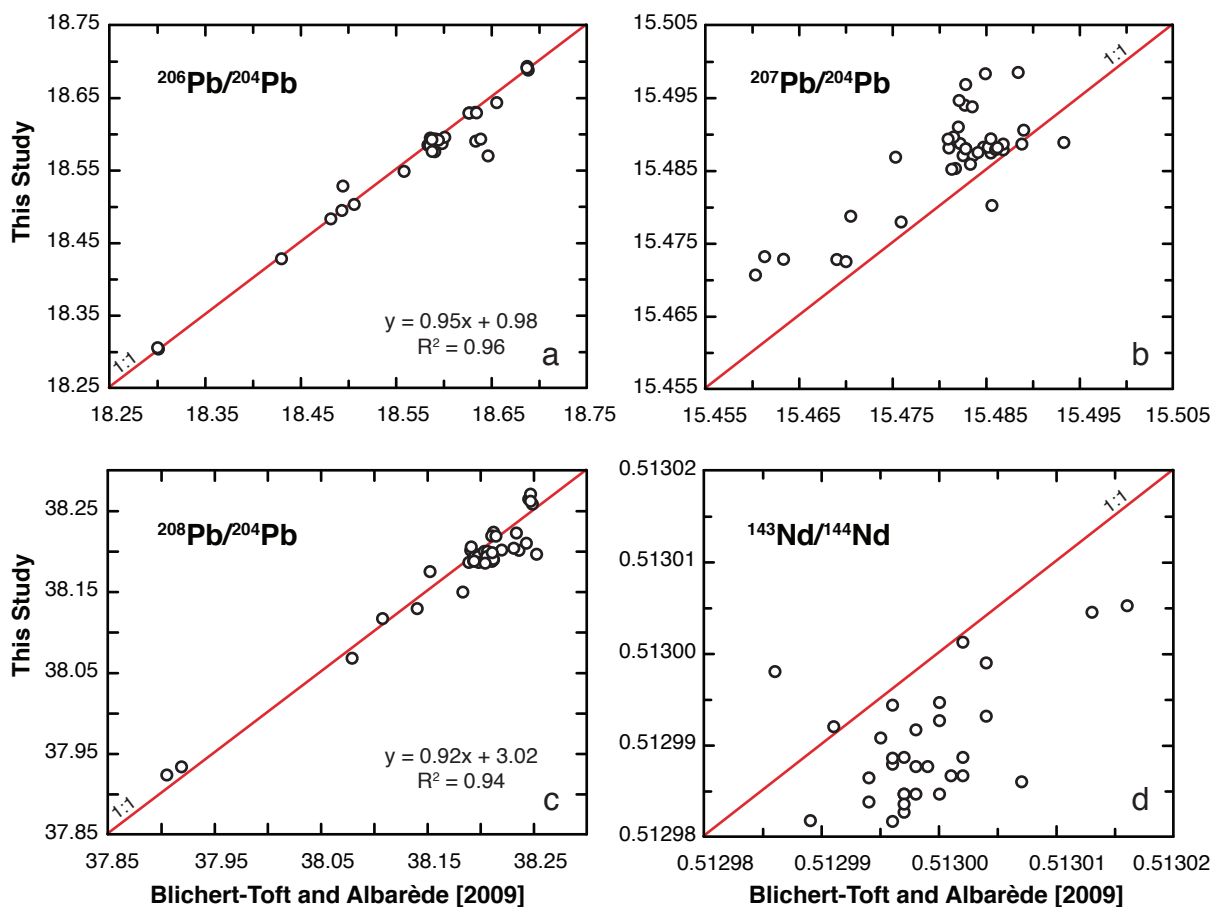 This Study
18.75
18.65
18.55
18.45
18.35
18.25
²⁰⁶Pb/²⁰⁴Pb
1:1
y = 0.95x + 0.98
R² = 0.96
a
18.25 18.35 18.45 18.55 18.65 18.75
15.505
15.495
15.485
15.475
15.465
15.455
²⁰⁷Pb/²⁰⁴Pb
1:1
b
15.455 15.465 15.475 15.485 15.495 15.505
This Study
38.25
38.15
38.05
37.95
37.85
²⁰⁸Pb/²⁰⁴Pb
1:1
y = 0.92x + 3.02
R² = 0.94
c
37.85 37.95 38.05 38.15 38.25
Blichert-Toft and Albarède [2009]
0.51302
0.51301
0.51300
0.51299
0.51298
¹⁴³Nd/¹⁴⁴Nd
1:1
d
0.51298 0.51299 0.51300 0.51301 0.51302
Blichert-Toft and Albarède [2009]